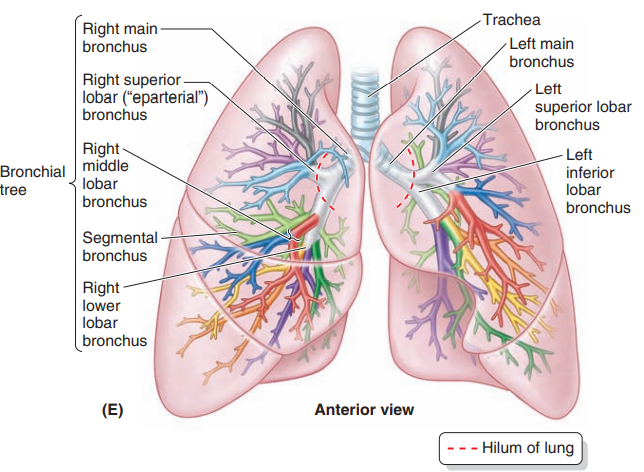 Right main
bronchus
Right superior
lobar (“eparterial”)
bronchus
Right
middle
lobar
bronchus
Bronchial
tree
Segmental
bronchus
Right
lower
lobar
bronchus
Trachea
Left main
bronchus
Left
superior lobar
bronchus
Left
inferior
lobar
bronchus
(E)
Anterior view
Hilum of lung